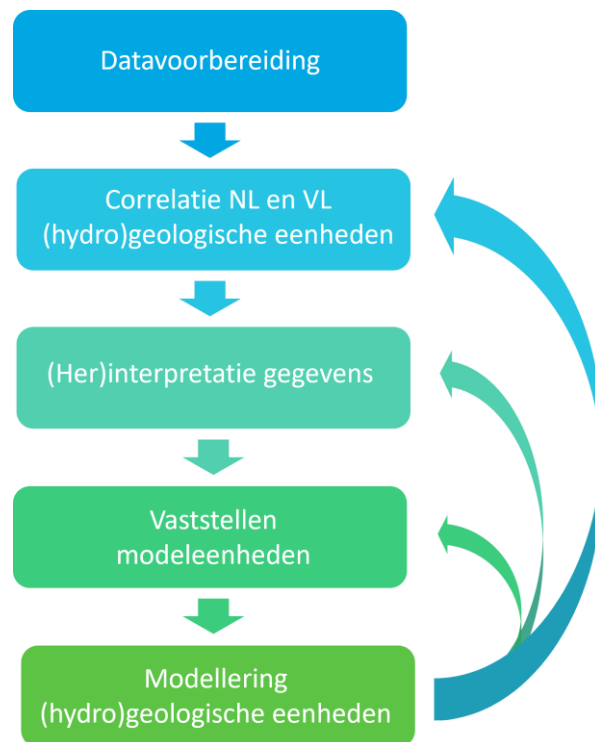 Datavoorbereiding
Correlatie NL en VL
(hydro)geologische eenheden
(Her)interpretatie gegevens
Vaststellen
modeleenheden
Modellering
(hydro)geologische eenheden